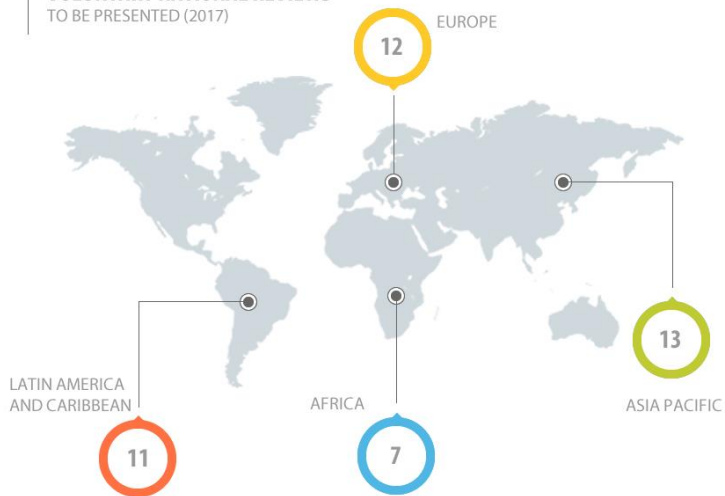 TO BE PRESENTED (2017)
EUROPE
12
13
LATIN AMERICA
AND CARIBBEAN
AFRICA
ASIA PACIFIC
11
7